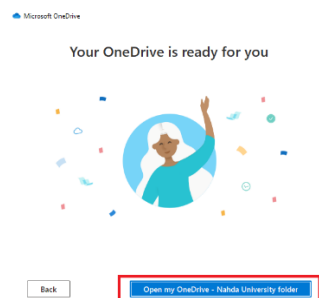 Microsoft OneDrive
Your OneDrive is ready for you
Back
Open my OneDrive - Nahda University folder